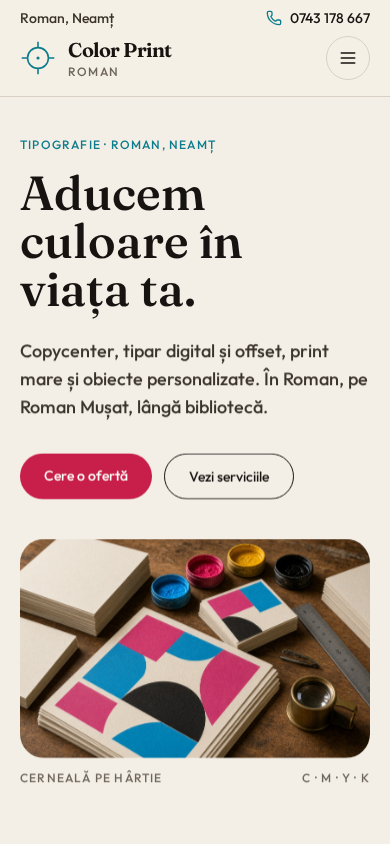 Roman, Neamț
0743 178 667
Color Print
ROMAN
TIPOGRAFIE · ROMAN, NEAMȚ
Aducem
culoare în
viața ta.
Copycenter, tipar digital și offset, print
mare și obiecte personalizate. În Roman, pe
Roman Mușat, lângă bibliotecă.
Cere o ofertă
Vezi serviciile
CERNEALĂ PE HÂRTIE
C · M · Y · K